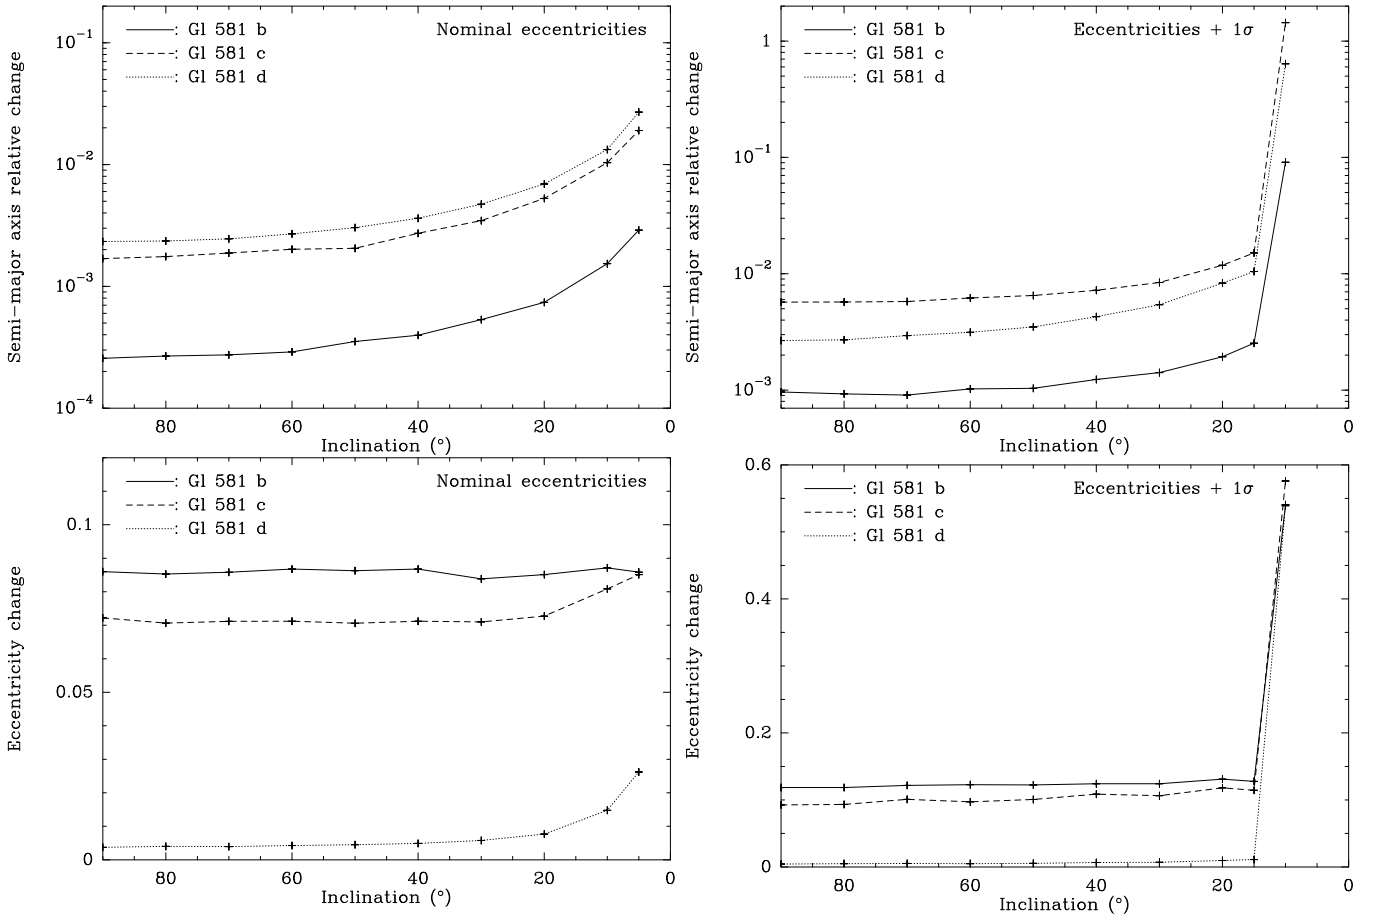 Nominal eccentricities
: Gl 581 b
: Gl 581 c
: Gl 581 d
Semi−major axis relative change
10⁻¹
10⁻²
10⁻³
10⁻⁴
80 60 40 20 0
Inclination (°)
Eccentricities + 1σ
: Gl 581 b
: Gl 581 c
: Gl 581 d
Semi−major axis relative change
1
10⁻¹
10⁻²
10⁻³
80 60 40 20 0
Inclination (°)
Nominal eccentricities
: Gl 581 b
: Gl 581 c
: Gl 581 d
Eccentricity change
0.1
0.05
0
80 60 40 20 0
Inclination (°)
Eccentricities + 1σ
: Gl 581 b
: Gl 581 c
: Gl 581 d
Eccentricity change
0.6
0.4
0.2
0
80 60 40 20 0
Inclination (°)